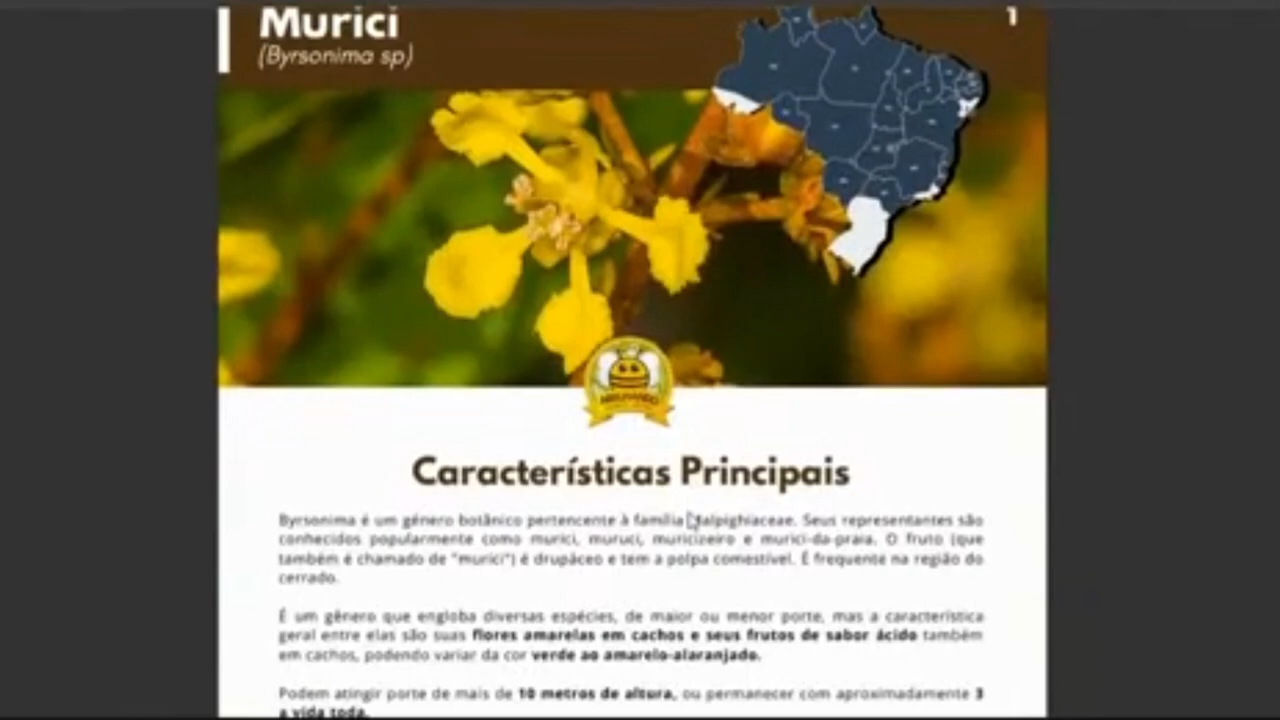 Murici
1
(Byrsonima sp)
Características Principais
Byrsonima é um gênero botânico pertencente à família Malpighiaceae. Seus representantes são
conhecidos popularmente como murici, muruci, muricizeiro e murici-da-praia. O fruto (que
também é chamado de "murici") é drupáceo e tem a polpa comestível. É frequente na região do
cerrado.
É um gênero que engloba diversas espécies, de maior ou menor porte, mas a característica
geral entre elas são suas flores amarelas em cachos e seus frutos de sabor ácido também
em cachos, podendo variar da cor verde ao amarelo-alaranjado.
Podem atingir porte de mais de 10 metros de altura, ou permanecer com aproximadamente 3
a vida toda.